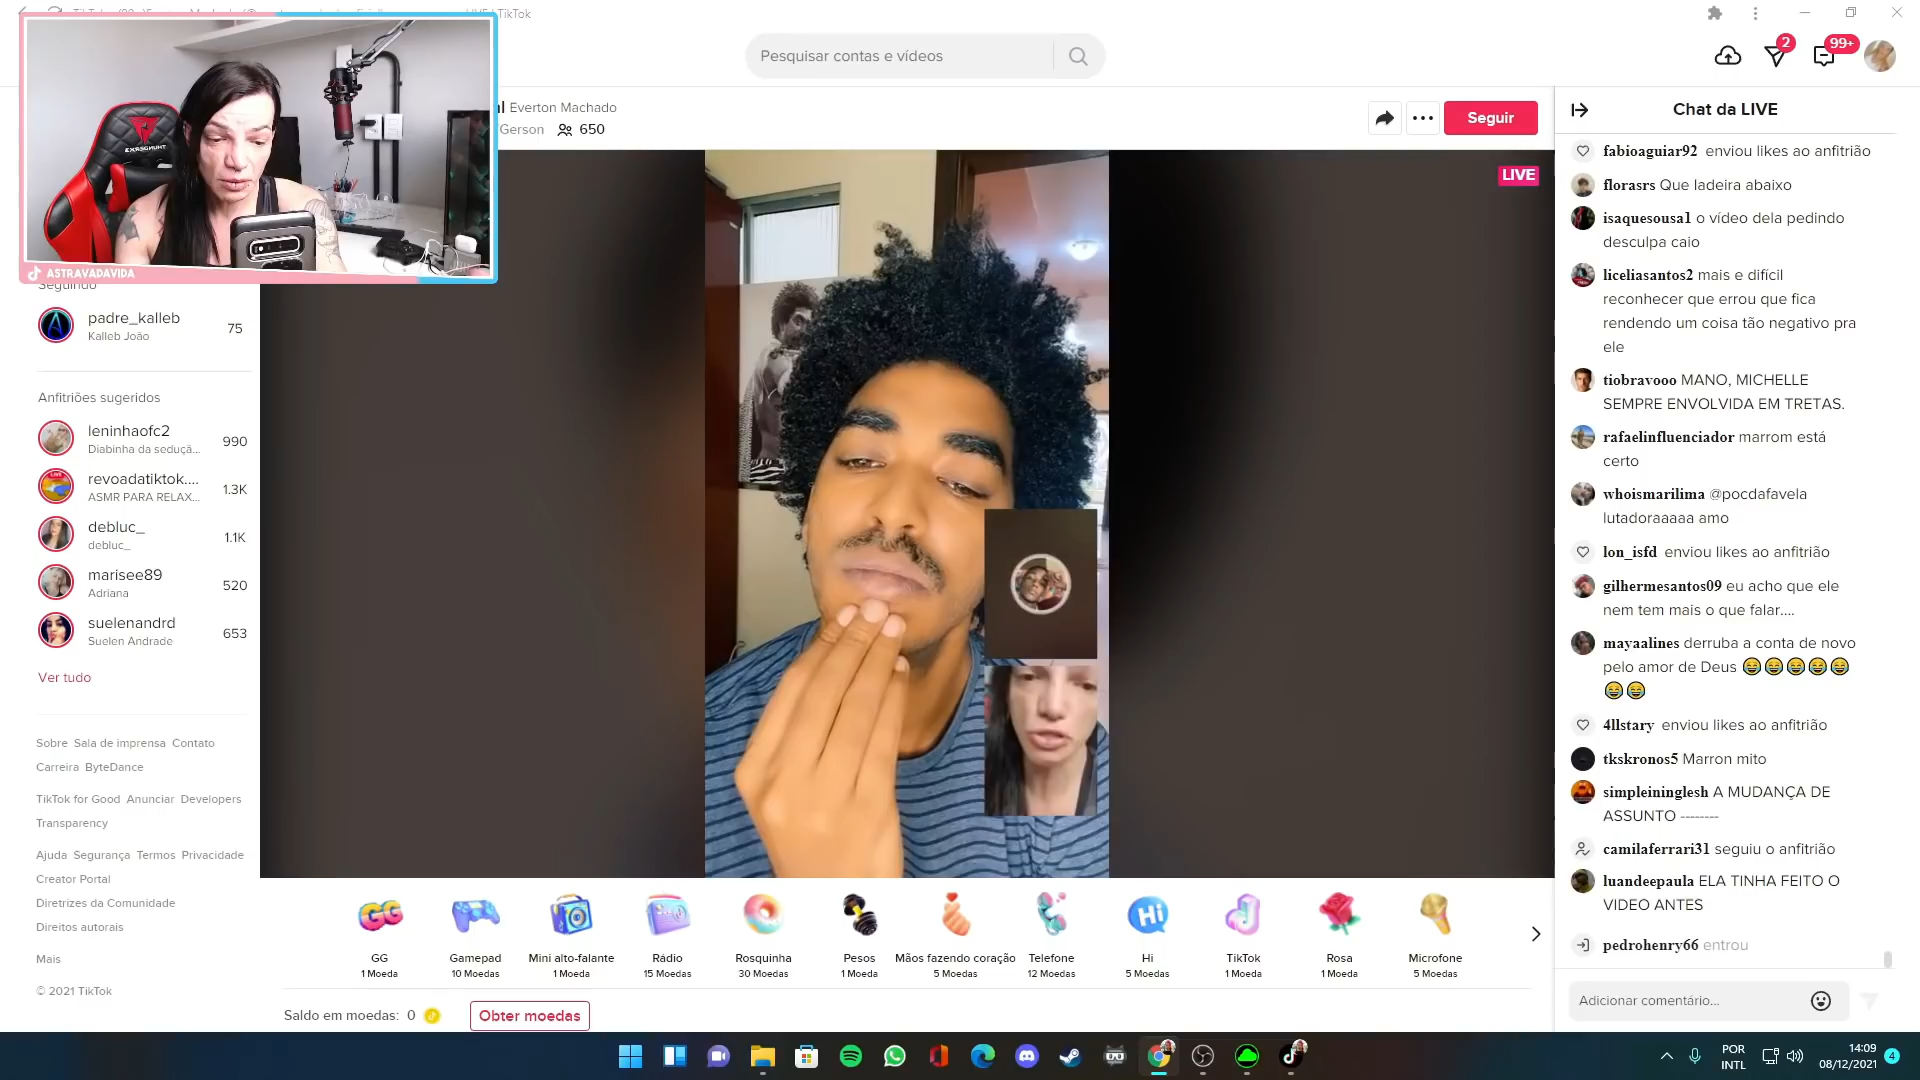 LIVE | TikTok
Pesquisar contas e vídeos
2
99+
Everton Machado
Gerson 650
Seguir
Chat da LIVE
LIVE
ASTRAVADAVIDA
Seguindo
padre_kalleb
Kalleb João
75
Anfitriões sugeridos
leninhaofc2
Diabinha da seduçã...
990
revoadatiktok....
ASMR PARA RELAX...
1.3K
debluc_
debluc_
1.1K
marisee89
Adriana
520
suelenandrd
Suelen Andrade
653
Ver tudo
Sobre Sala de imprensa Contato
Carreira ByteDance
TikTok for Good Anunciar Developers
Transparency
Ajuda Segurança Termos Privacidade
Creator Portal
Diretrizes da Comunidade
Direitos autorais
Mais
© 2021 TikTok
GG
1 Moeda
Gamepad
10 Moedas
Mini alto-falante
1 Moeda
Rádio
15 Moedas
Rosquinha
30 Moedas
Pesos
1 Moeda
Mãos fazendo coração
5 Moedas
Telefone
12 Moedas
Hi
Hi
5 Moedas
TikTok
1 Moeda
Rosa
1 Moeda
Microfone
5 Moedas
Saldo em moedas: 0
Obter moedas
fabioaguiar92 enviou likes ao anfitrião
florasrs Que ladeira abaixo
isaquesousa1 o vídeo dela pedindo
desculpa caio
liceliasantos2 mais e difícil
reconhecer que errou que fica
rendendo um coisa tão negativo pra
ele
tiobravooo MANO, MICHELLE
SEMPRE ENVOLVIDA EM TRETAS.
rafaelinfluenciador marrom está
certo
whoismarilima @pocdafavela
lutadoraaaaa amo
lon_isfd enviou likes ao anfitrião
gilhermesantos09 eu acho que ele
nem tem mais o que falar....
mayaalines derruba a conta de novo
pelo amor de Deus 😂😂😂😂😂
😂😂
4llstary enviou likes ao anfitrião
tkskronos5 Marron mito
simpleininglesh A MUDANÇA DE
ASSUNTO --------
camilaferrari31 seguiu o anfitrião
luandeepaula ELA TINHA FEITO O
VIDEO ANTES
pedrohenry66 entrou
Adicionar comentário...
POR
INTL
14:09
08/12/2021
4